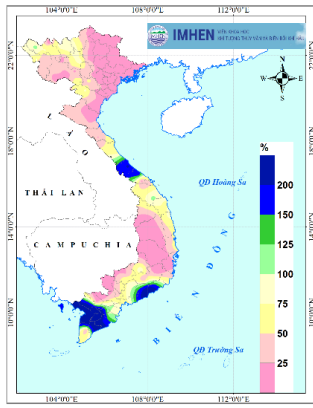 104°0'0"E 108°0'0"E 112°0'0"E
IMHEN
22°0'0"N
N
W E
S
18°0'0"N
LÀO
QĐ Hoàng Sa
THÁI LAN
%
200
150
125
100
75
50
25
14°0'0"N
CAMPUCHIA
BIỂN ĐÔNG
10°0'0"N
QĐ Trường Sa
104°0'0"E 108°0'0"E 112°0'0"E